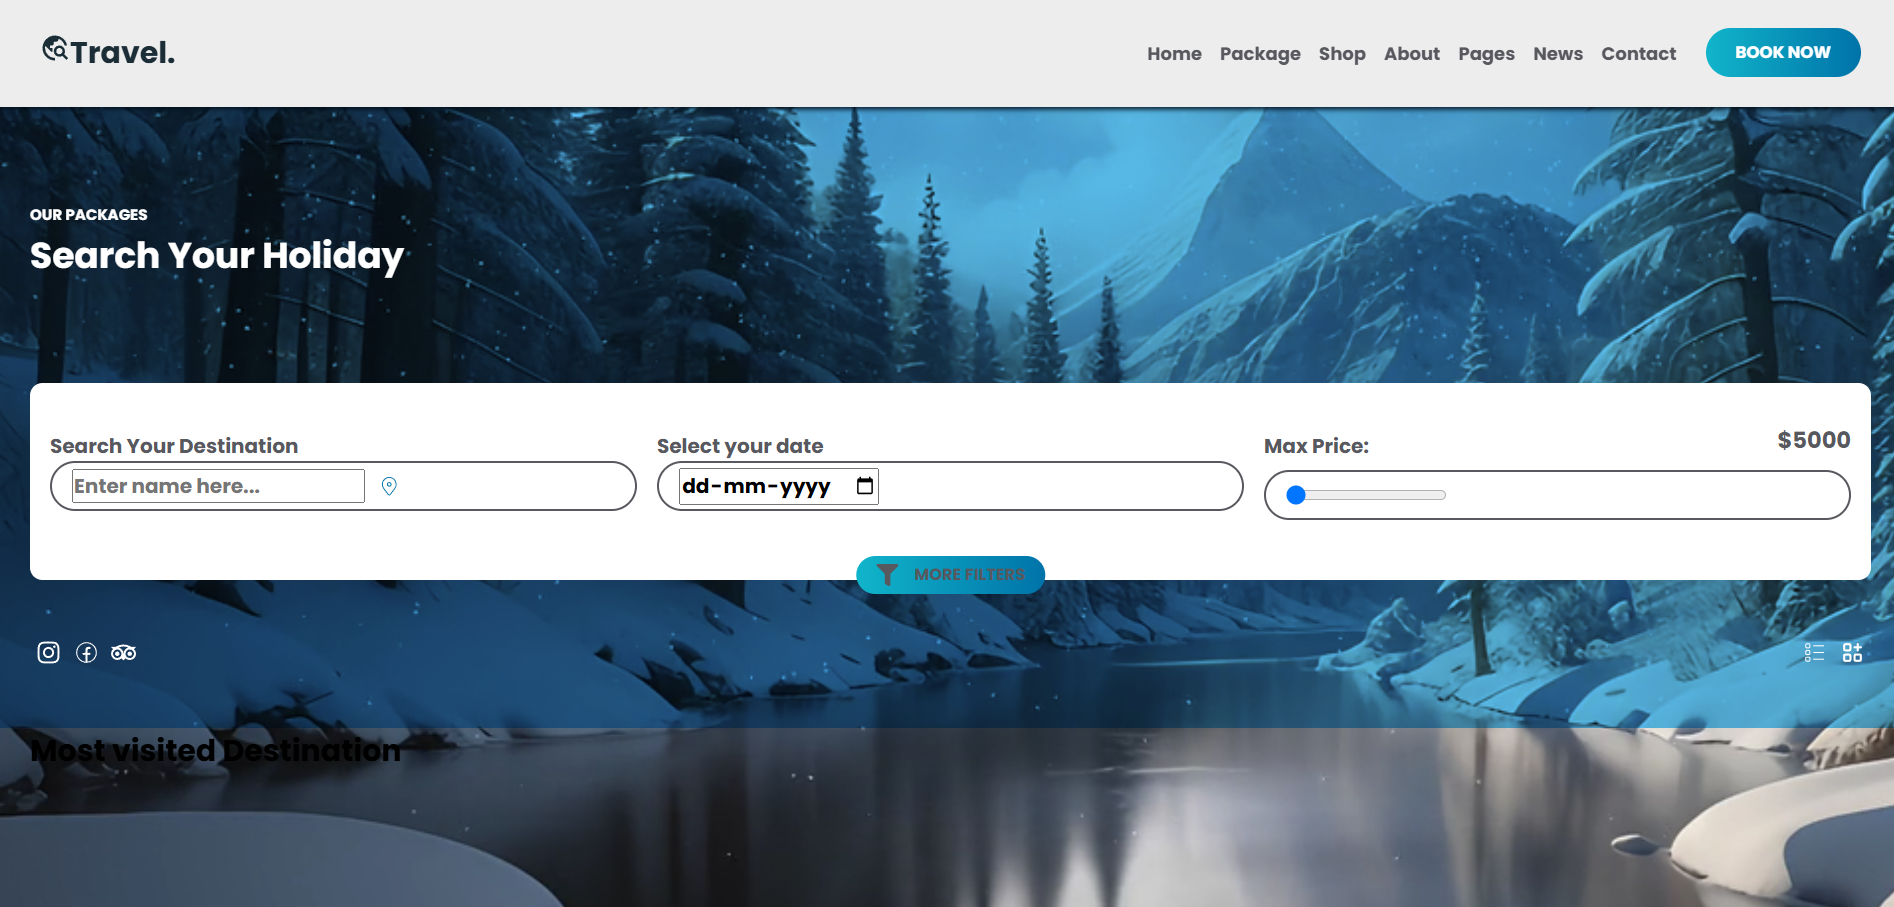 Travel.
Home Package Shop About Pages News Contact BOOK NOW
OUR PACKAGES
Search Your Holiday
Search Your Destination
Enter name here...
Select your date
dd-mm-yyyy
Max Price: $5000
MORE FILTERS
Most visited Destination